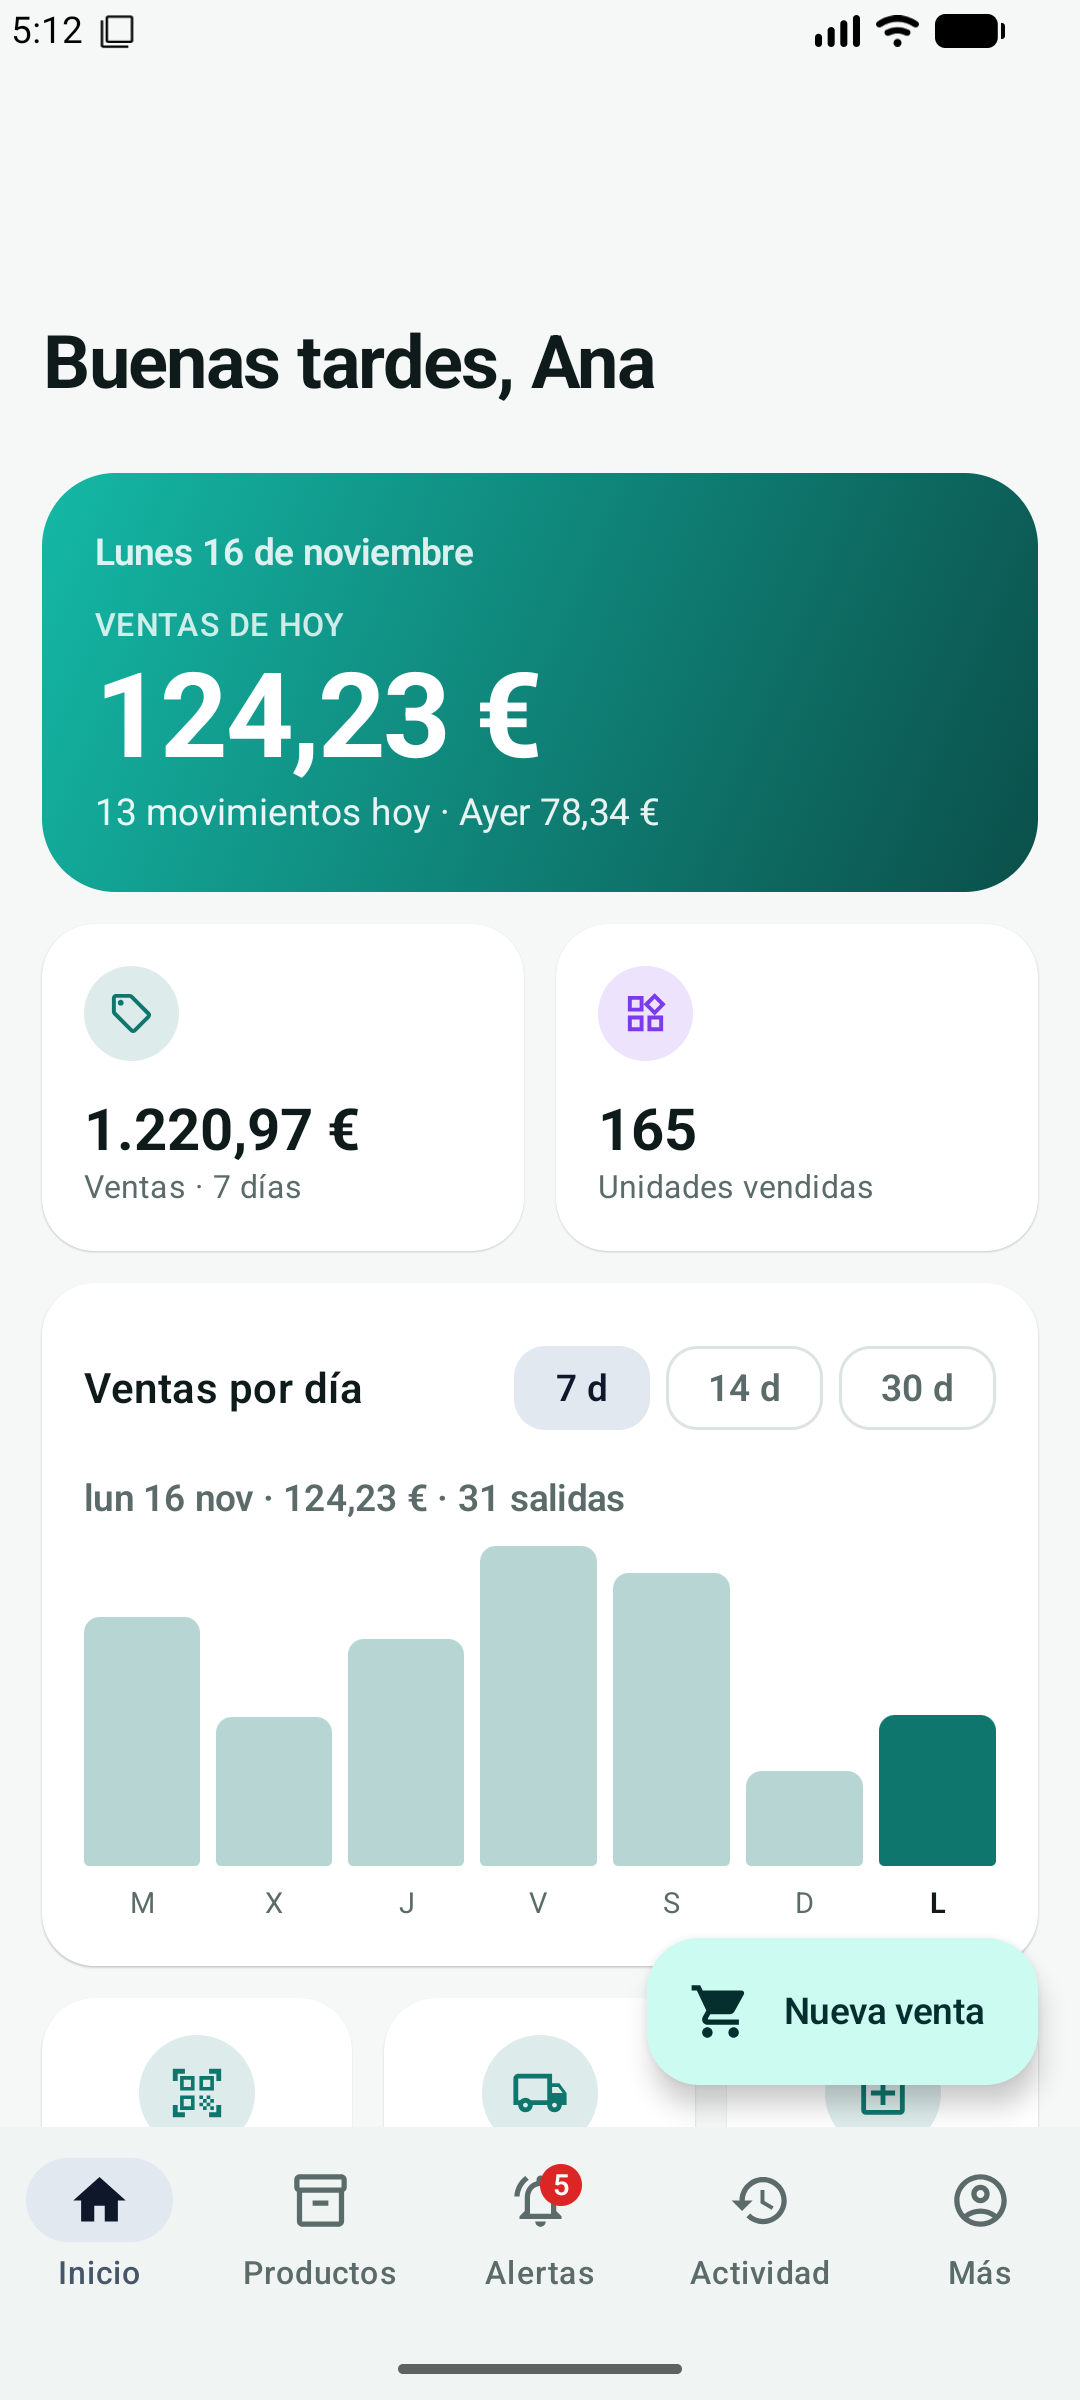 5:12
Buenas tardes, Ana
Lunes 16 de noviembre
VENTAS DE HOY
124,23 €
13 movimientos hoy · Ayer 78,34 €
1.220,97 €
Ventas · 7 días
165
Unidades vendidas
Ventas por día
7 d
14 d
30 d
lun 16 nov · 124,23 € · 31 salidas
M X J V S D L
Nueva venta
5
Inicio
Productos
Alertas
Actividad
Más